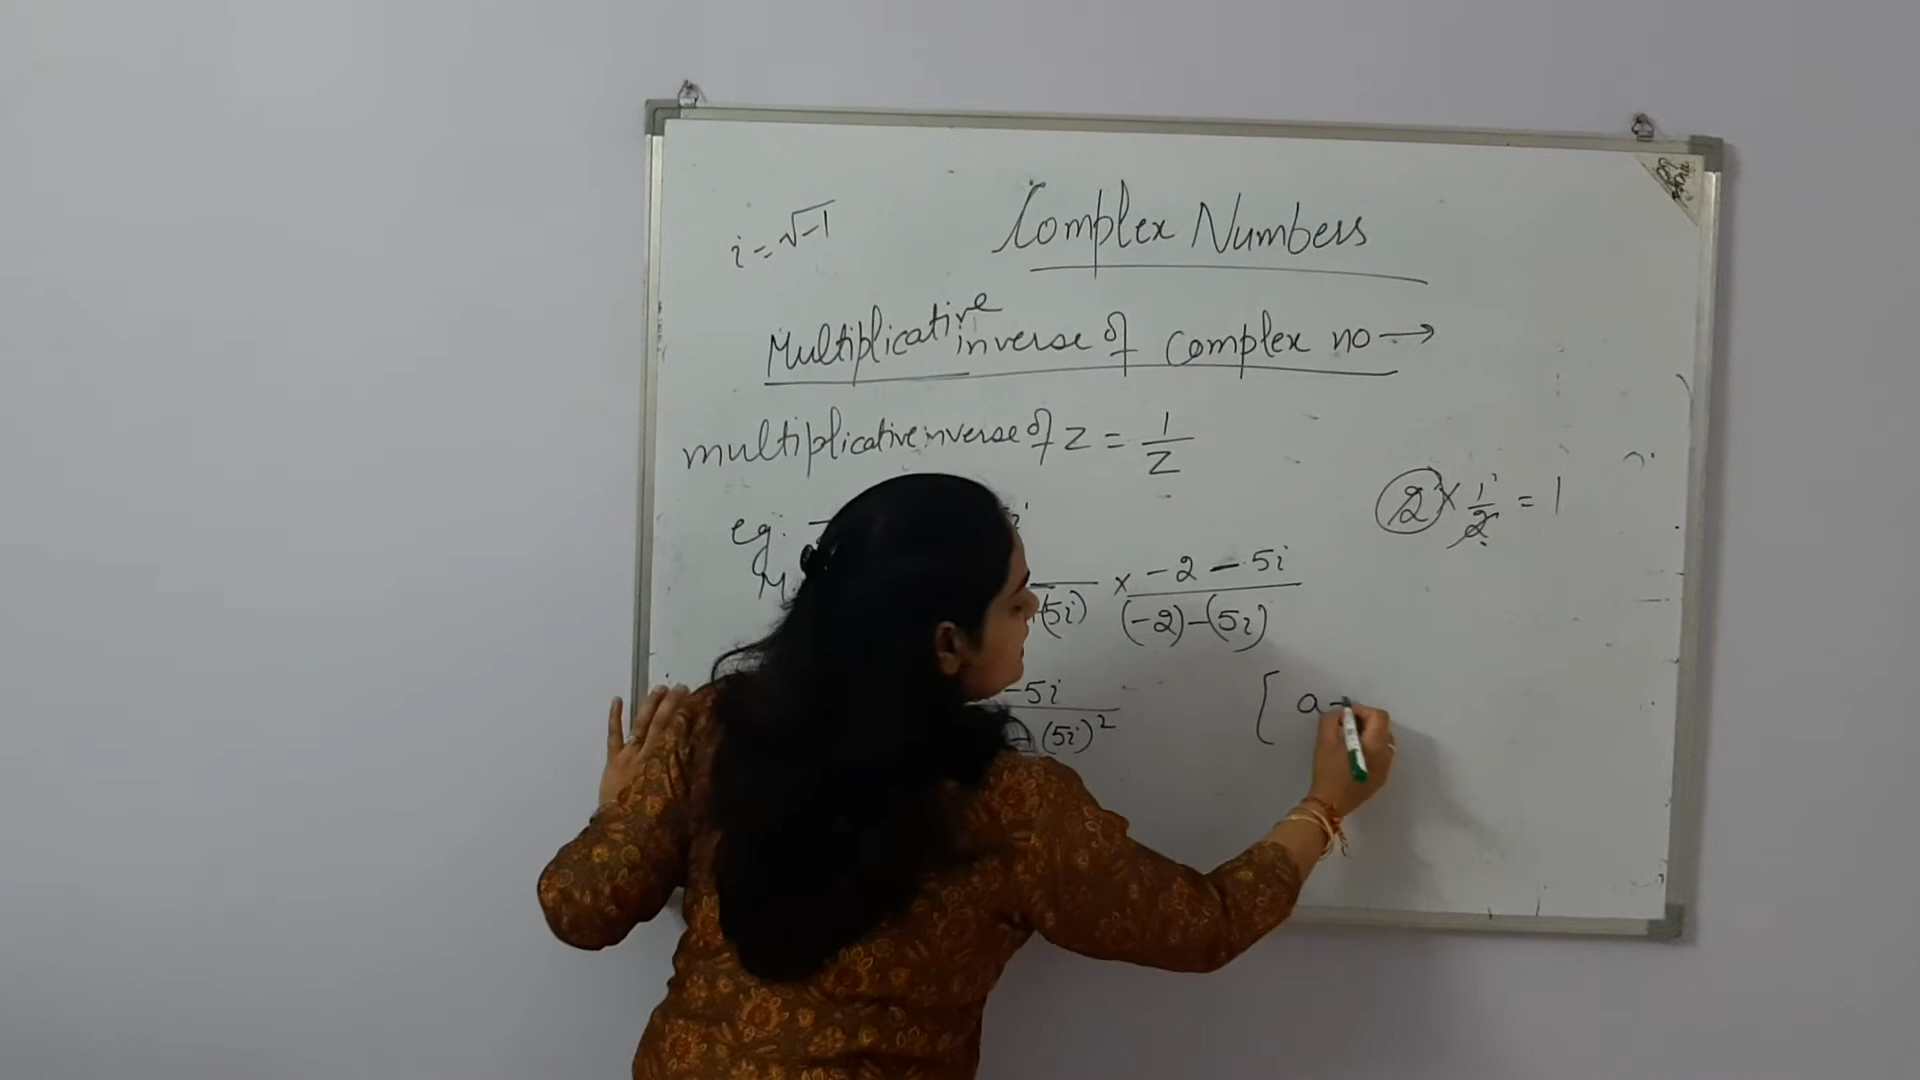 i = √-1
Complex Numbers
Multiplicative inverse of complex no →
multiplicative inverse of z = 1/z
2 × 1/2 = 1
eg:
M.
(5i) × -2 - 5i / (-2) - (5i)
-5i / - (5i)²
[ a